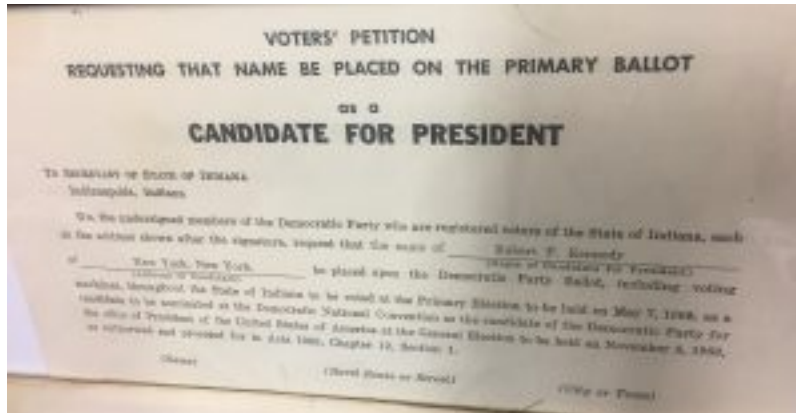 VOTERS' PETITION
REQUESTING THAT NAME BE PLACED ON THE PRIMARY BALLOT
as a
CANDIDATE FOR PRESIDENT
To SECRETARY OF STATE OF INDIANA
Indianapolis, Indiana
We, the undersigned members of the Democratic Party who are registered voters of the State of Indiana, each
at the address shown after the signature, request that the name of Robert F. Kennedy
(Name of Candidate for President)
of New York, New York, be placed upon the Democratic Party Ballot, including voting
(Address of Candidate)
machines, throughout the State of Indiana to be voted at the Primary Election to be held on May 7, 1968, as a
candidate to be nominated at the Democratic National Convention as the candidate of the Democratic Party for
the office of President of the United States of America at the General Election to be held on November 5, 1968,
as authorized and provided for in Acts Chapter Section 1.
(Name)
(Rural Route or Street)
(City or Town)